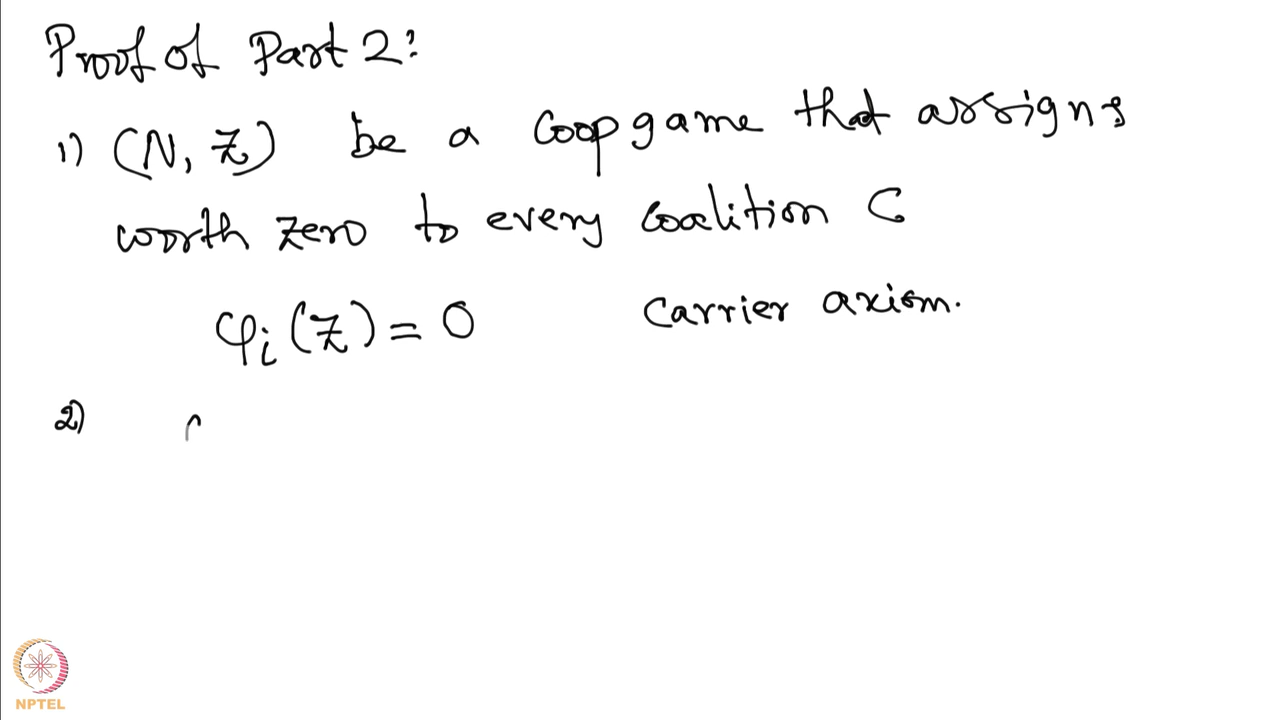 Proof of Part 2:
1) (N, Z) be a Coop game that assigns
worth zero to every coalition C
φi(Z) = 0 Carrier axiom.
2)
NPTEL